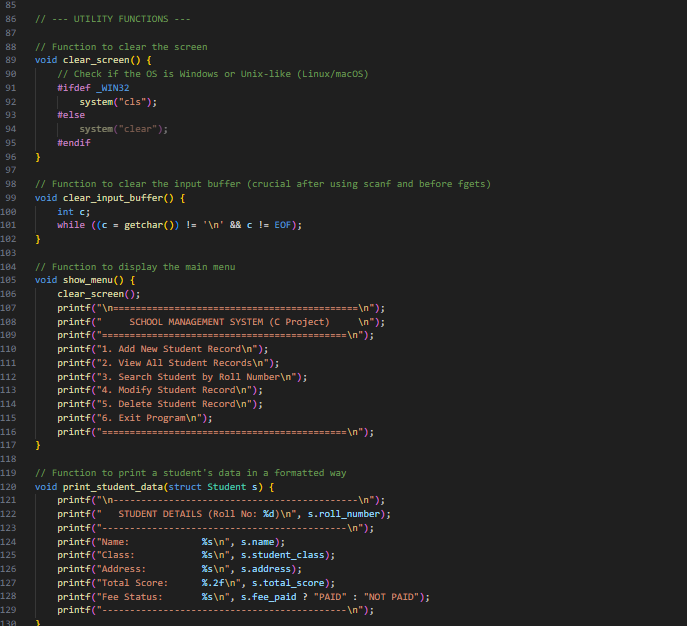 85
86 // --- UTILITY FUNCTIONS ---
87
88 // Function to clear the screen
89 void clear_screen() {
90     // Check if the OS is Windows or Unix-like (Linux/macOS)
91     #ifdef _WIN32
92         system("cls");
93     #else
94         system("clear");
95     #endif
96 }
97
98 // Function to clear the input buffer (crucial after using scanf and before fgets)
99 void clear_input_buffer() {
100     int c;
101     while ((c = getchar()) != '\n' && c != EOF);
102 }
103
104 // Function to display the main menu
105 void show_menu() {
106     clear_screen();
107     printf("\n============================================\n");
108     printf("     SCHOOL MANAGEMENT SYSTEM (C Project)     \n");
109     printf("============================================\n");
110     printf("1. Add New Student Record\n");
111     printf("2. View All Student Records\n");
112     printf("3. Search Student by Roll Number\n");
113     printf("4. Modify Student Record\n");
114     printf("5. Delete Student Record\n");
115     printf("6. Exit Program\n");
116     printf("============================================\n");
117 }
118
119 // Function to print a student's data in a formatted way
120 void print_student_data(struct Student s) {
121     printf("\n--------------------------------------------\n");
122     printf("   STUDENT DETAILS (Roll No: %d)\n", s.roll_number);
123     printf("--------------------------------------------\n");
124     printf("Name:             %s\n", s.name);
125     printf("Class:            %s\n", s.student_class);
126     printf("Address:          %s\n", s.address);
127     printf("Total Score:      %.2f\n", s.total_score);
128     printf("Fee Status:       %s\n", s.fee_paid ? "PAID" : "NOT PAID");
129     printf("--------------------------------------------\n");
130 }